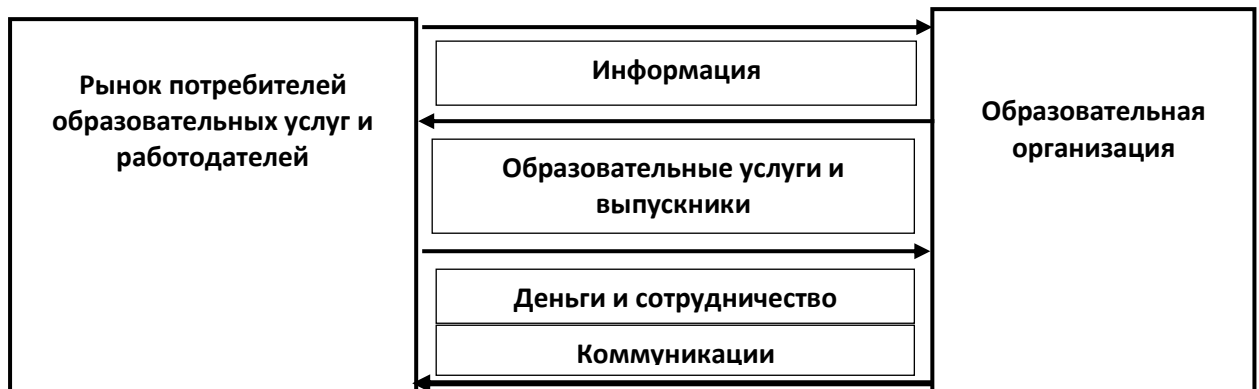 Рынок потребителей
образовательных услуг и
работодателей
Информация
Образовательные услуги и
выпускники
Деньги и сотрудничество
Коммуникации
Образовательная
организация